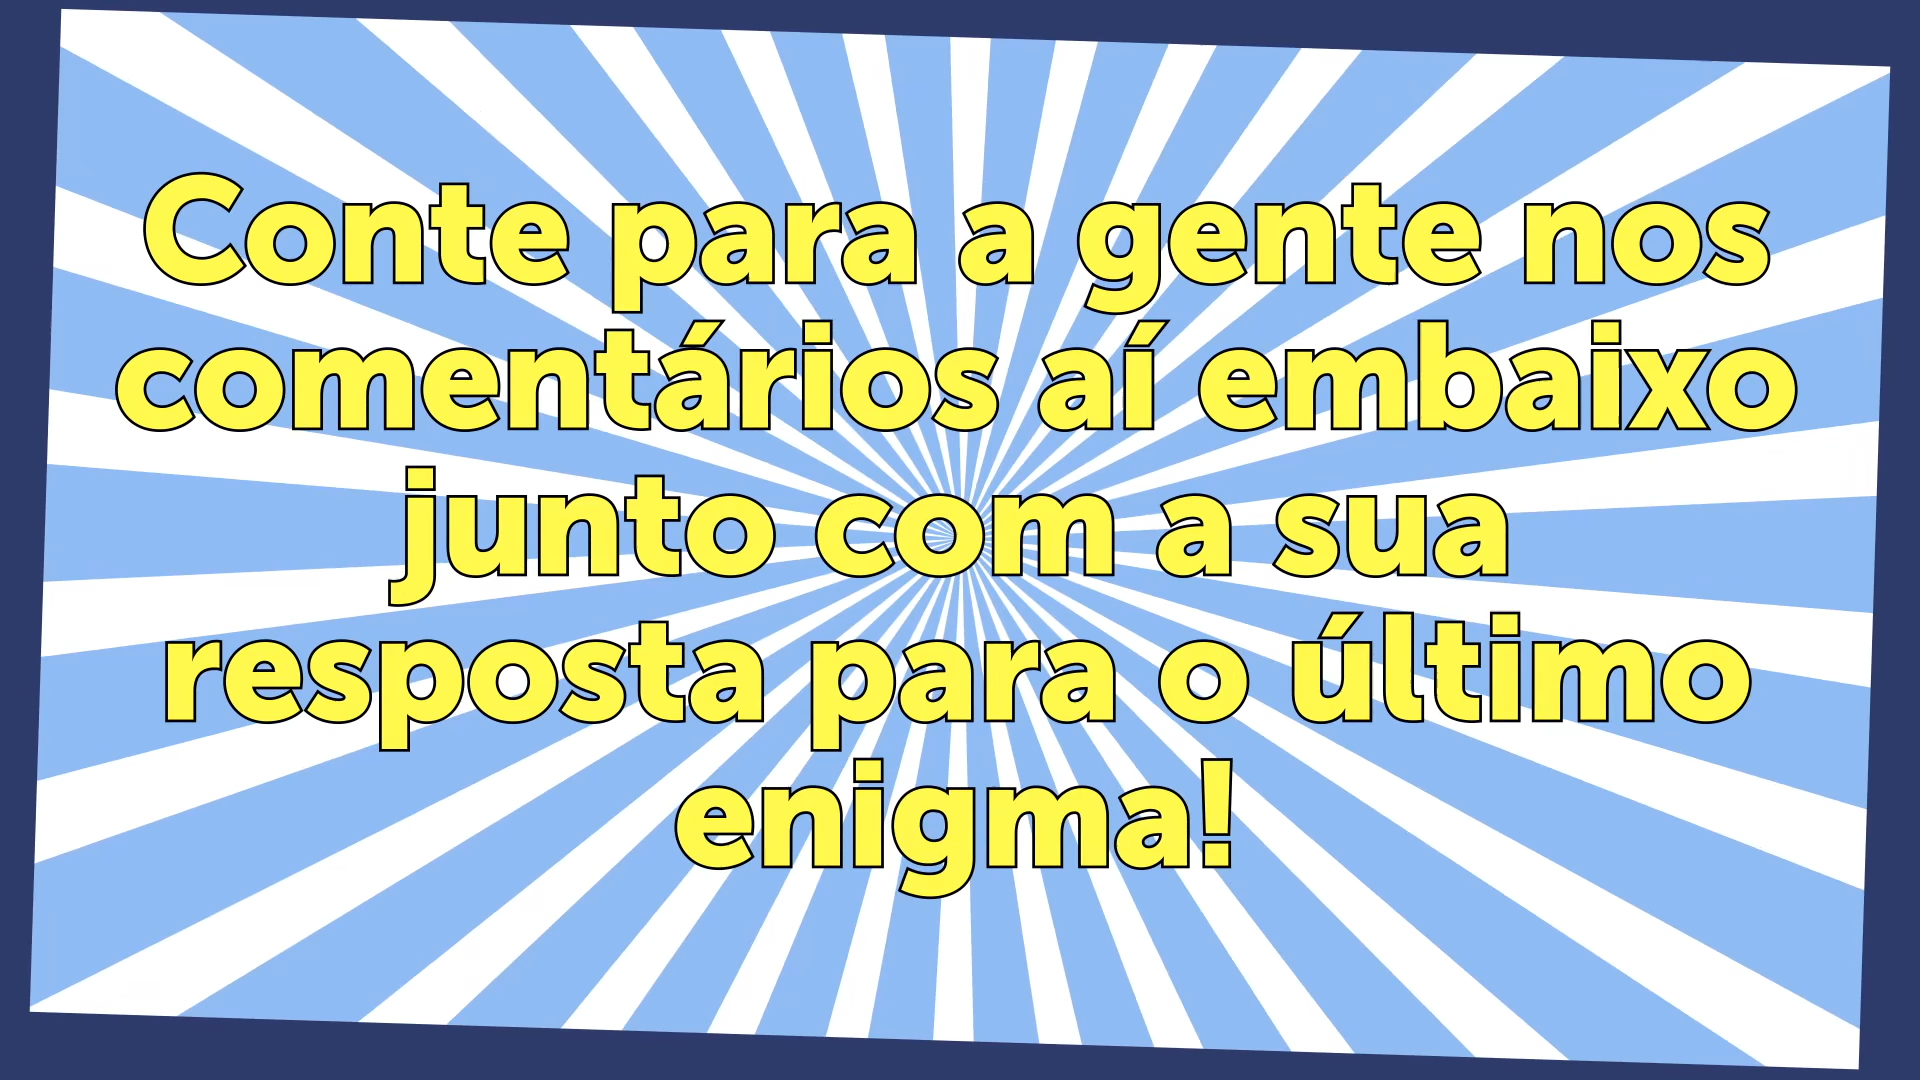 Conte para a gente nos
comentários aí embaixo
junto com a sua
resposta para o último
enigma!